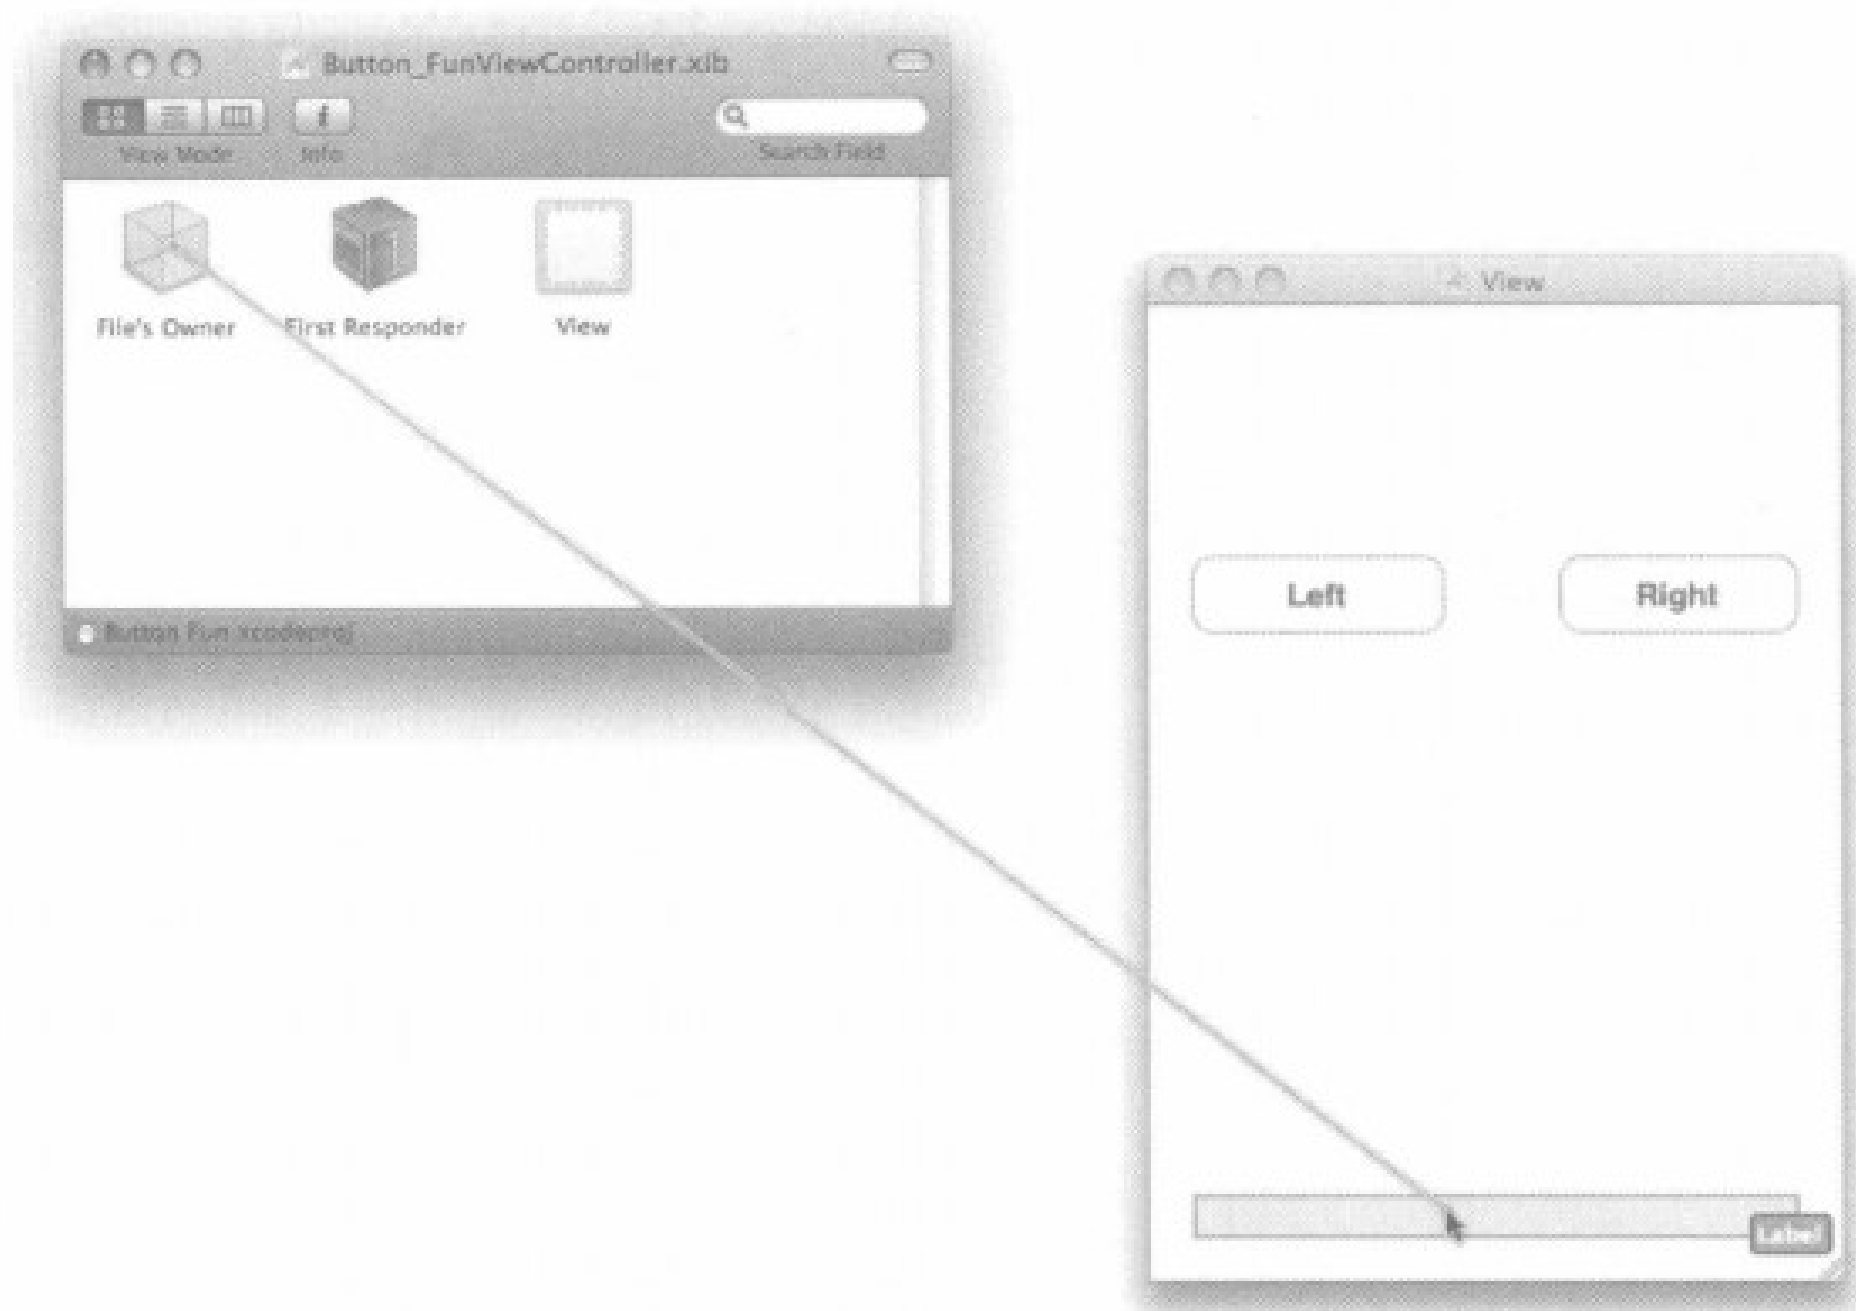 Button_FunViewController.xib
View Mode
Info
Search Field
File's Owner
First Responder
View
Button Fun.xcodeproj
View
Left
Right
Label